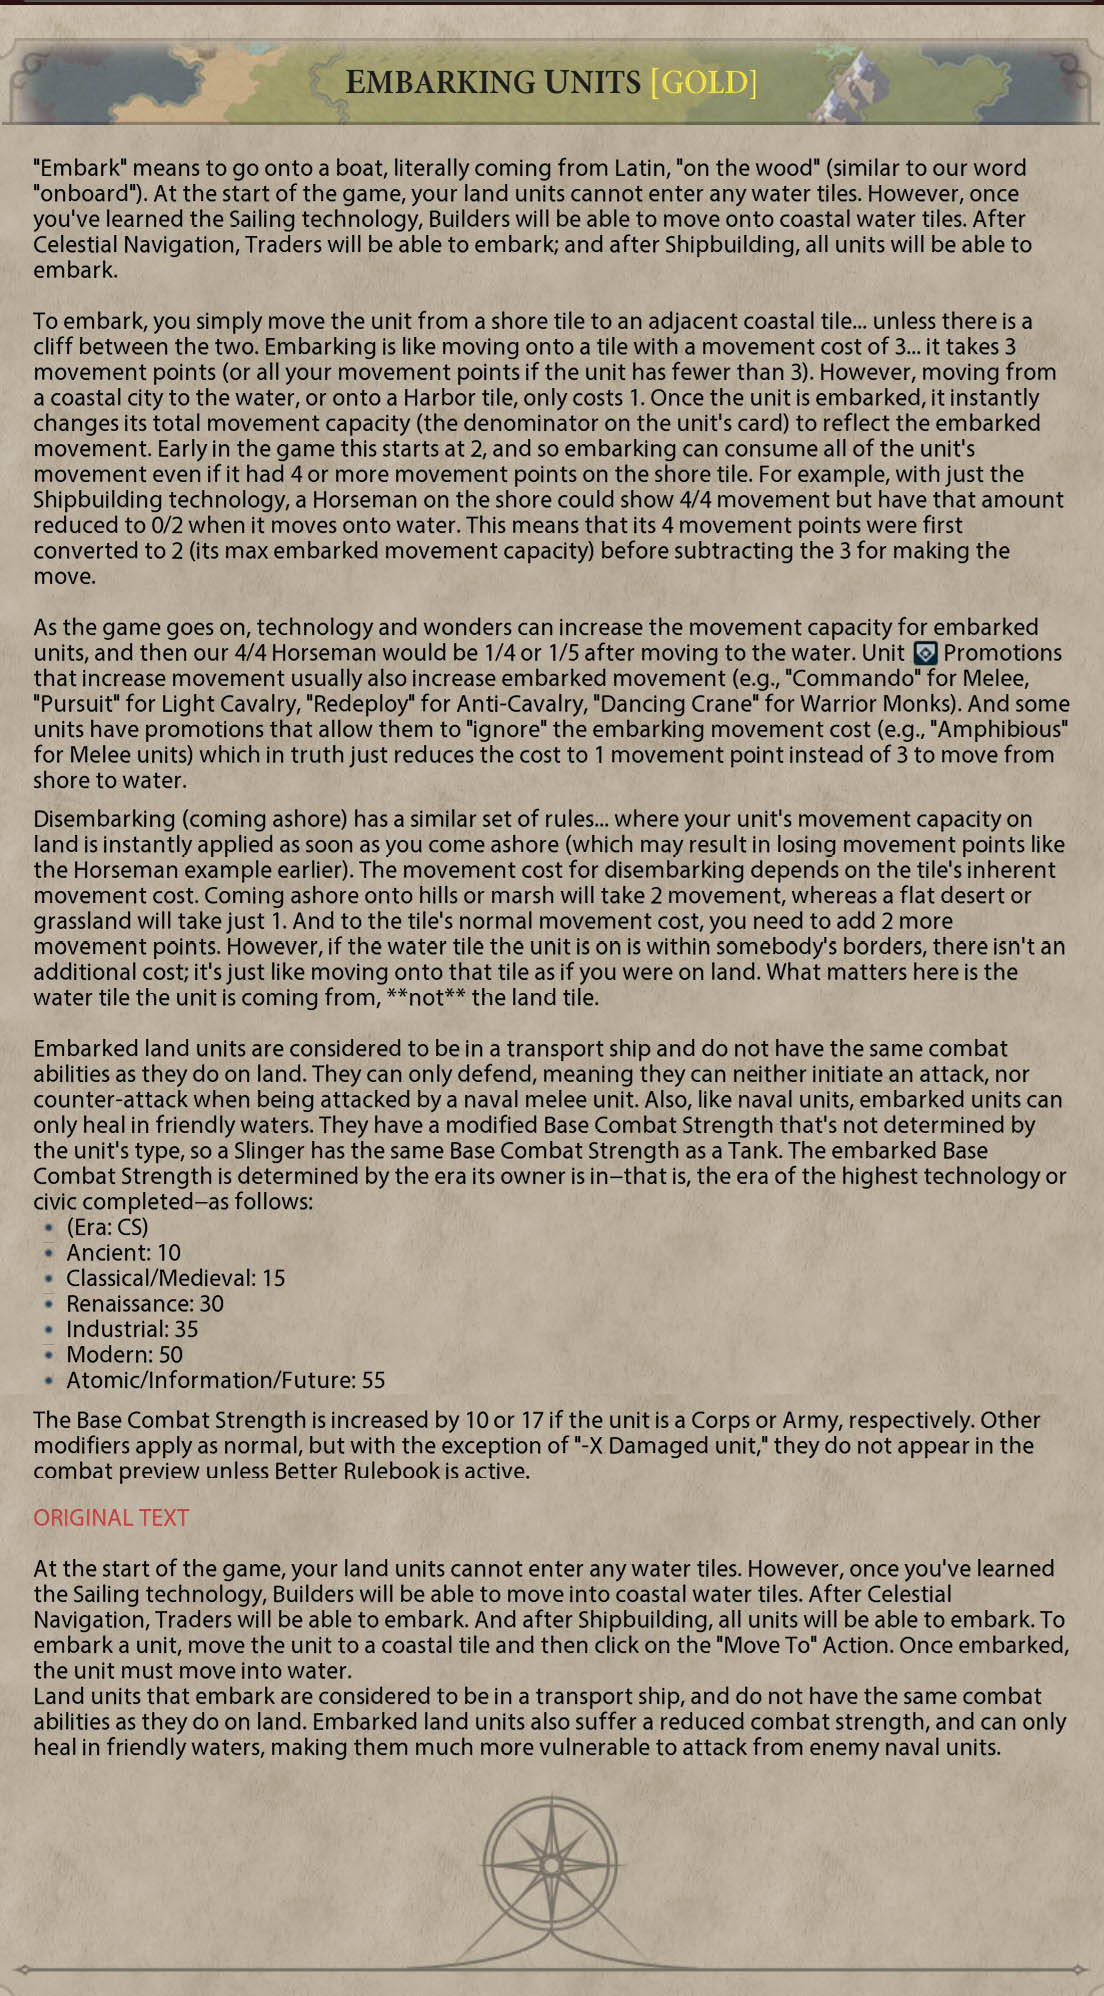 EMBARKING UNITS [GOLD]
"Embark" means to go onto a boat, literally coming from Latin, "on the wood" (similar to our word
"onboard"). At the start of the game, your land units cannot enter any water tiles. However, once
you've learned the Sailing technology, Builders will be able to move onto coastal water tiles. After
Celestial Navigation, Traders will be able to embark; and after Shipbuilding, all units will be able to
embark.
To embark, you simply move the unit from a shore tile to an adjacent coastal tile... unless there is a
cliff between the two. Embarking is like moving onto a tile with a movement cost of 3... it takes 3
movement points (or all your movement points if the unit has fewer than 3). However, moving from
a coastal city to the water, or onto a Harbor tile, only costs 1. Once the unit is embarked, it instantly
changes its total movement capacity (the denominator on the unit's card) to reflect the embarked
movement. Early in the game this starts at 2, and so embarking can consume all of the unit's
movement even if it had 4 or more movement points on the shore tile. For example, with just the
Shipbuilding technology, a Horseman on the shore could show 4/4 movement but have that amount
reduced to 0/2 when it moves onto water. This means that its 4 movement points were first
converted to 2 (its max embarked movement capacity) before subtracting the 3 for making the
move.
As the game goes on, technology and wonders can increase the movement capacity for embarked
units, and then our 4/4 Horseman would be 1/4 or 1/5 after moving to the water. Unit Promotions
that increase movement usually also increase embarked movement (e.g., "Commando" for Melee,
"Pursuit" for Light Cavalry, "Redeploy" for Anti-Cavalry, "Dancing Crane" for Warrior Monks). And some
units have promotions that allow them to "ignore" the embarking movement cost (e.g., "Amphibious"
for Melee units) which in truth just reduces the cost to 1 movement point instead of 3 to move from
shore to water.
Disembarking (coming ashore) has a similar set of rules... where your unit's movement capacity on
land is instantly applied as soon as you come ashore (which may result in losing movement points like
the Horseman example earlier). The movement cost for disembarking depends on the tile's inherent
movement cost. Coming ashore onto hills or marsh will take 2 movement, whereas a flat desert or
grassland will take just 1. And to the tile's normal movement cost, you need to add 2 more
movement points. However, if the water tile the unit is on is within somebody's borders, there isn't an
additional cost; it's just like moving onto that tile as if you were on land. What matters here is the
water tile the unit is coming from, **not** the land tile.
Embarked land units are considered to be in a transport ship and do not have the same combat
abilities as they do on land. They can only defend, meaning they can neither initiate an attack, nor
counter-attack when being attacked by a naval melee unit. Also, like naval units, embarked units can
only heal in friendly waters. They have a modified Base Combat Strength that's not determined by
the unit's type, so a Slinger has the same Base Combat Strength as a Tank. The embarked Base
Combat Strength is determined by the era its owner is in—that is, the era of the highest technology or
civic completed—as follows:
• (Era: CS)
• Ancient: 10
• Classical/Medieval: 15
• Renaissance: 30
• Industrial: 35
• Modern: 50
• Atomic/Information/Future: 55
The Base Combat Strength is increased by 10 or 17 if the unit is a Corps or Army, respectively. Other
modifiers apply as normal, but with the exception of "-X Damaged unit," they do not appear in the
combat preview unless Better Rulebook is active.
ORIGINAL TEXT
At the start of the game, your land units cannot enter any water tiles. However, once you've learned
the Sailing technology, Builders will be able to move into coastal water tiles. After Celestial
Navigation, Traders will be able to embark. And after Shipbuilding, all units will be able to embark. To
embark a unit, move the unit to a coastal tile and then click on the "Move To" Action. Once embarked,
the unit must move into water.
Land units that embark are considered to be in a transport ship, and do not have the same combat
abilities as they do on land. Embarked land units also suffer a reduced combat strength, and can only
heal in friendly waters, making them much more vulnerable to attack from enemy naval units.